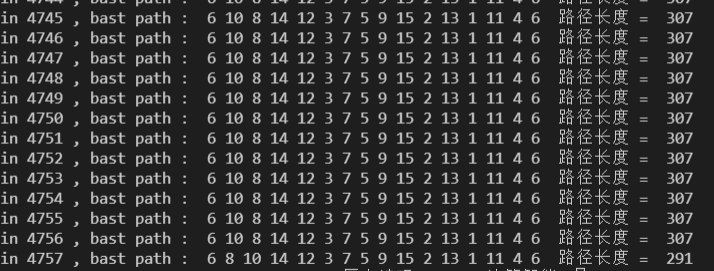 in 4744 , bast path : 6 10 8 14 12 3 7 5 9 15 2 13 1 11 4 6 路径长度 = 307
in 4745 , bast path : 6 10 8 14 12 3 7 5 9 15 2 13 1 11 4 6 路径长度 = 307
in 4746 , bast path : 6 10 8 14 12 3 7 5 9 15 2 13 1 11 4 6 路径长度 = 307
in 4747 , bast path : 6 10 8 14 12 3 7 5 9 15 2 13 1 11 4 6 路径长度 = 307
in 4748 , bast path : 6 10 8 14 12 3 7 5 9 15 2 13 1 11 4 6 路径长度 = 307
in 4749 , bast path : 6 10 8 14 12 3 7 5 9 15 2 13 1 11 4 6 路径长度 = 307
in 4750 , bast path : 6 10 8 14 12 3 7 5 9 15 2 13 1 11 4 6 路径长度 = 307
in 4751 , bast path : 6 10 8 14 12 3 7 5 9 15 2 13 1 11 4 6 路径长度 = 307
in 4752 , bast path : 6 10 8 14 12 3 7 5 9 15 2 13 1 11 4 6 路径长度 = 307
in 4753 , bast path : 6 10 8 14 12 3 7 5 9 15 2 13 1 11 4 6 路径长度 = 307
in 4754 , bast path : 6 10 8 14 12 3 7 5 9 15 2 13 1 11 4 6 路径长度 = 307
in 4755 , bast path : 6 10 8 14 12 3 7 5 9 15 2 13 1 11 4 6 路径长度 = 307
in 4756 , bast path : 6 10 8 14 12 3 7 5 9 15 2 13 1 11 4 6 路径长度 = 307
in 4757 , bast path : 6 8 10 14 12 3 7 5 9 15 2 13 1 11 4 6 路径长度 = 291